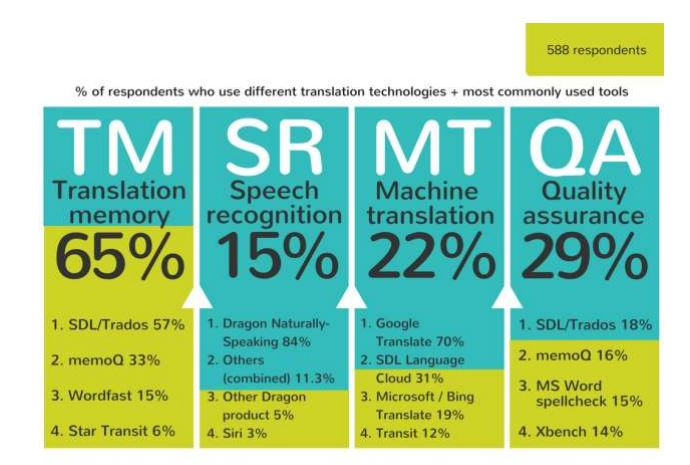 588 respondents
% of respondents who use different translation technologies + most commonly used tools
TM
Translation
memory
65%
1. SDL/Trados 57%
2. memoQ 33%
3. Wordfast 15%
4. Star Transit 6%
SR
Speech
recognition
15%
1. Dragon Naturally-
Speaking 84%
2. Others
(combined) 11.3%
3. Other Dragon
product 5%
4. Siri 3%
MT
Machine
translation
22%
1. Google
Translate 70%
2. SDL Language
Cloud 31%
3. Microsoft / Bing
Translate 19%
4. Transit 12%
QA
Quality
assurance
29%
1. SDL/Trados 18%
2. memoQ 16%
3. MS Word
spellcheck 15%
4. Xbench 14%